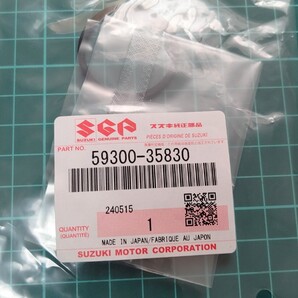 SGP
スズキ純正部品
SUZUKI GENUINE PARTS
PIECES D'ORIGINE DE SUZUKI
PART NO.
59300-35830
240515
QUANTITY
(QUANTITÉ)
1
MADE IN JAPAN/FABRIQUE AU JAPON
SUZUKI MOTOR CORPORATION